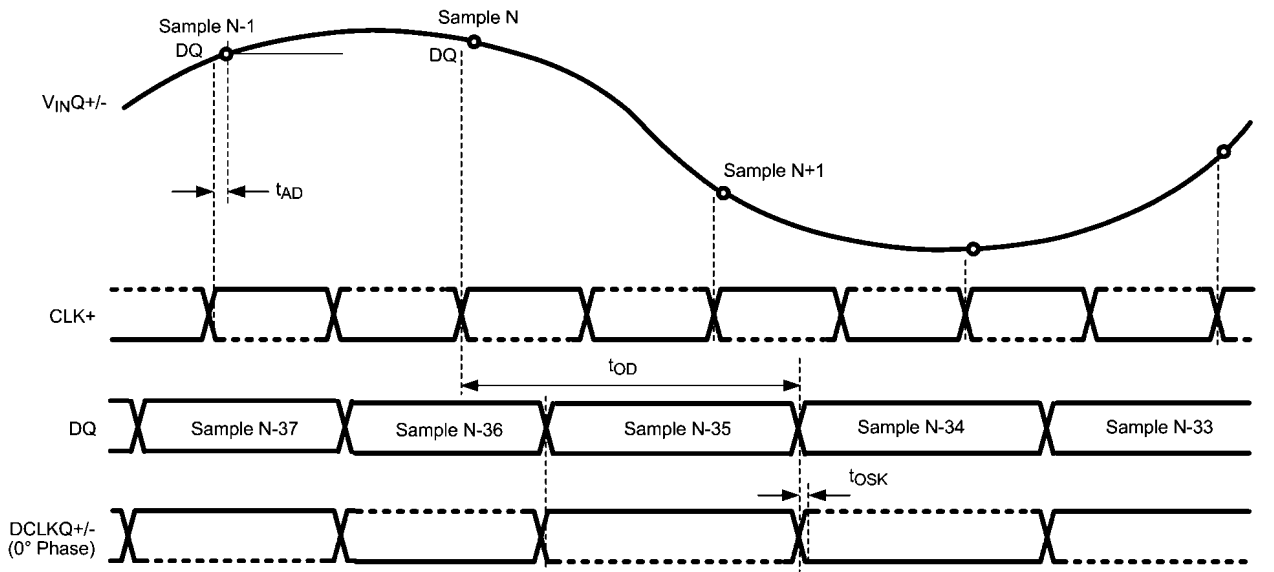 Sample N-1
Sample N
DQ
DQ
VINQ+/-
Sample N+1
tAD
CLK+
tOD
DQ
Sample N-37
Sample N-36
Sample N-35
Sample N-34
Sample N-33
tOSK
DCLKQ+/-
(0° Phase)